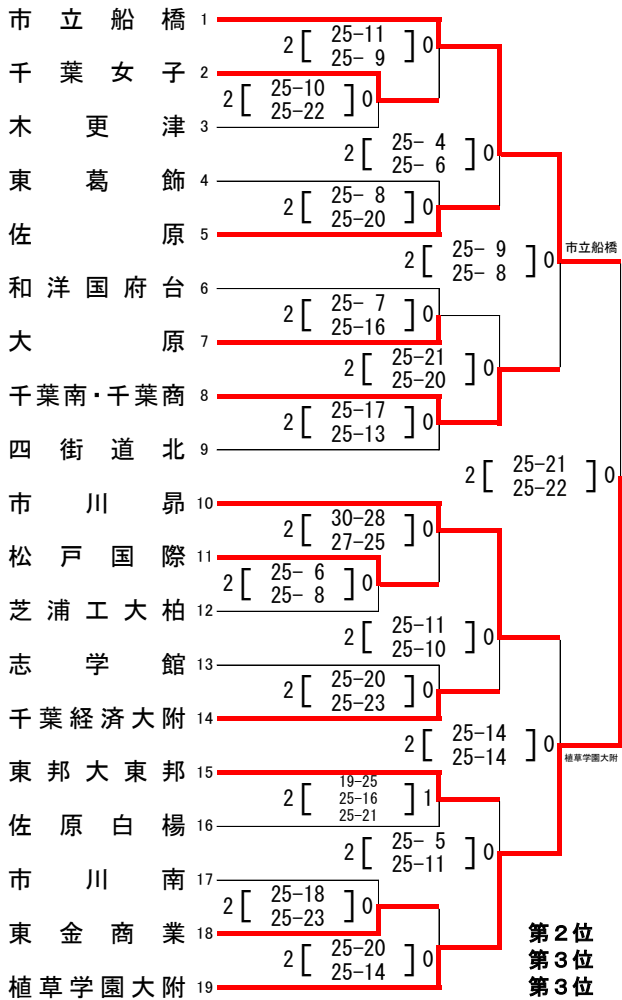 市立船橋 1
2 [ 25-11 ] 0
25- 9
千葉女子 2
2 [ 25-10 ] 0
25-22
木更津 3
2 [ 25- 4 ] 0
25- 6
東葛飾 4
2 [ 25- 8 ] 0
25-20
佐原 5
2 [ 25- 9 ] 0
25- 8
市立船橋
和洋国府台 6
2 [ 25- 7 ] 0
25-16
大原 7
2 [ 25-21 ] 0
25-20
千葉南・千葉商 8
2 [ 25-17 ] 0
25-13
四街道北 9
2 [ 25-21 ] 0
25-22
市川昴 10
2 [ 30-28 ] 0
27-25
松戸国際 11
2 [ 25- 6 ] 0
25- 8
芝浦工大柏 12
2 [ 25-11 ] 0
25-10
志学館 13
2 [ 25-20 ] 0
25-23
千葉経済大附 14
2 [ 25-14 ] 0
25-14
植草学園大附
東邦大東邦 15
19-25
2 [ 25-16 ] 1
25-21
佐原白楊 16
2 [ 25- 5 ] 0
25-11
市川南 17
2 [ 25-18 ] 0
25-23
東金商業 18
第2位
2 [ 25-20 ] 0
25-14
第3位
植草学園大附 19
第3位